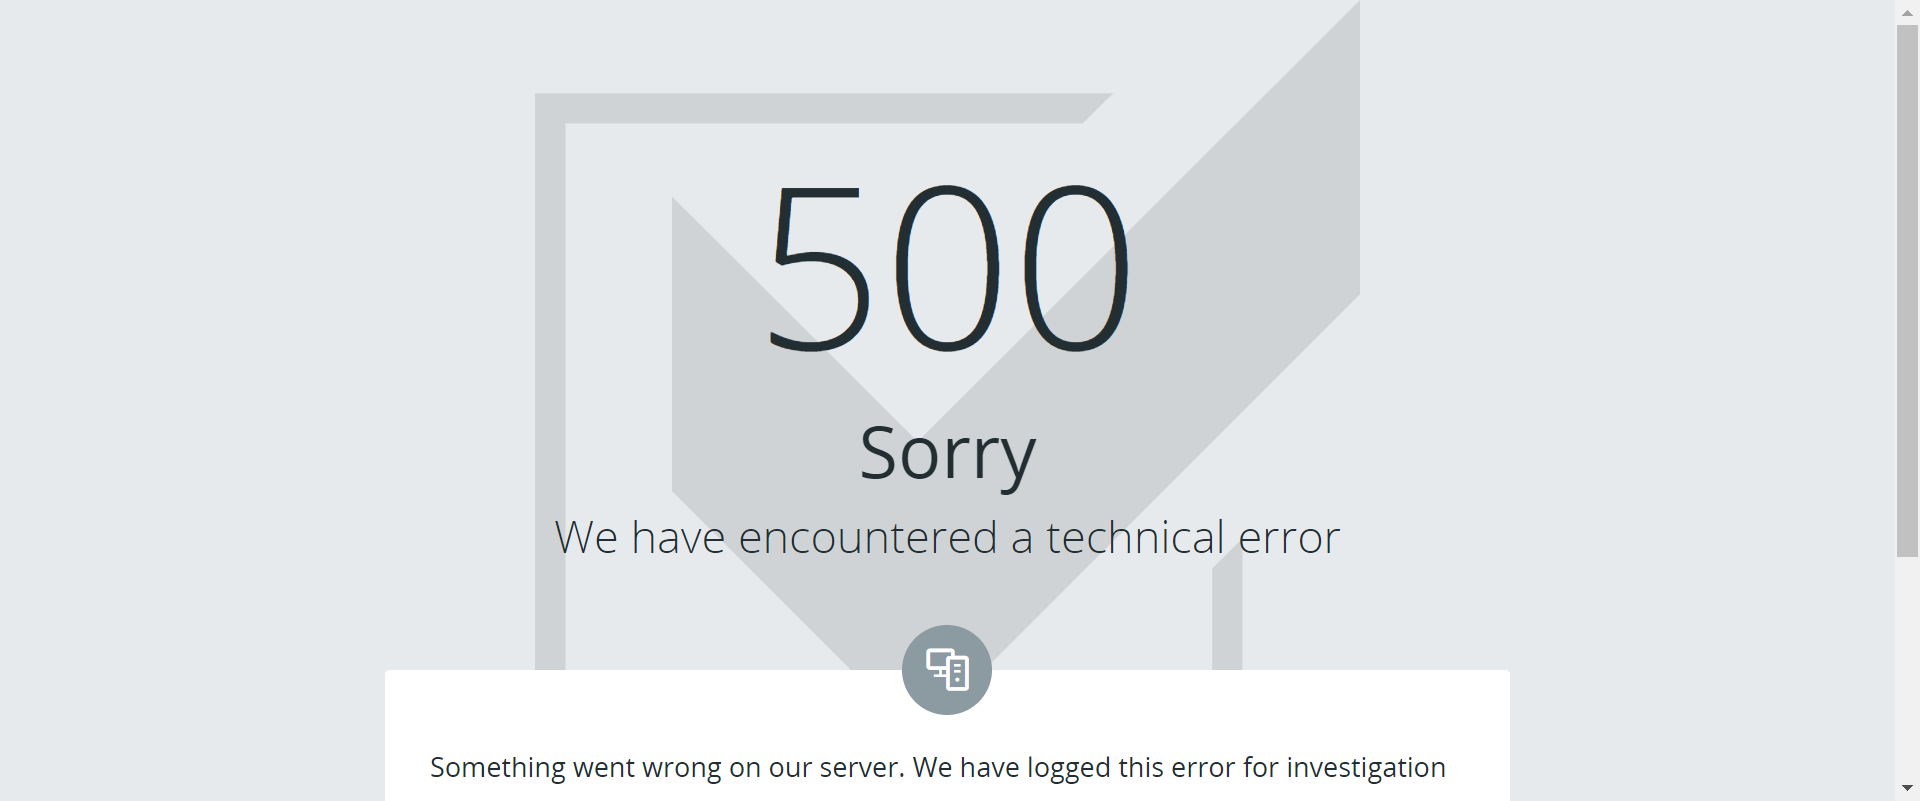 500
Sorry
We have encountered a technical error
Something went wrong on our server. We have logged this error for investigation